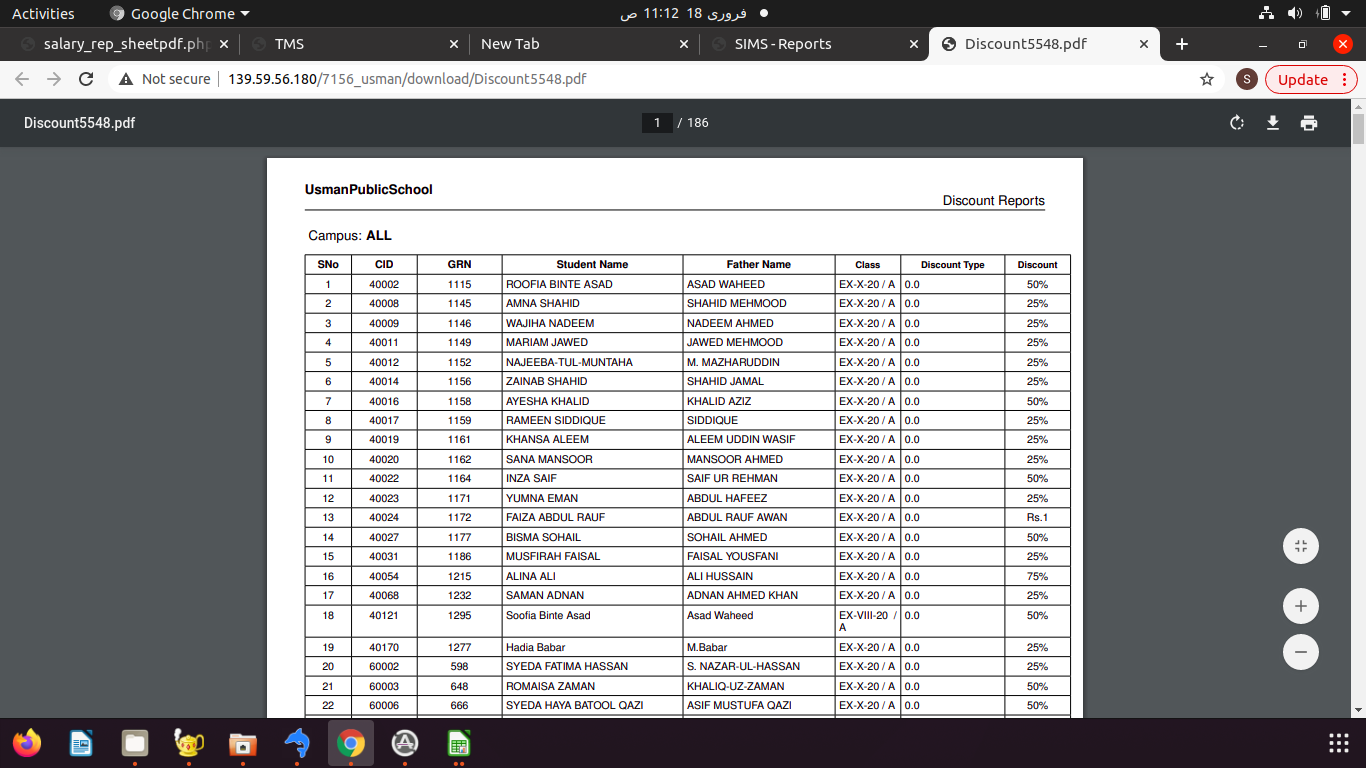 Activities Google Chrome فروری 18 11:12 ص
salary_rep_sheetpdf.php TMS New Tab SIMS - Reports Discount5548.pdf
Not secure 139.59.56.180/7156_usman/download/Discount5548.pdf S Update
Discount5548.pdf 1 / 186
UsmanPublicSchool
Discount Reports
Campus: ALL
SNo CID GRN Student Name Father Name Class Discount Type Discount
1 40002 1115 ROOFIA BINTE ASAD ASAD WAHEED EX-X-20 / A 0.0 50%
2 40008 1145 AMNA SHAHID SHAHID MEHMOOD EX-X-20 / A 0.0 25%
3 40009 1146 WAJIHA NADEEM NADEEM AHMED EX-X-20 / A 0.0 25%
4 40011 1149 MARIAM JAWED JAWED MEHMOOD EX-X-20 / A 0.0 25%
5 40012 1152 NAJEEBA-TUL-MUNTAHA M. MAZHARUDDIN EX-X-20 / A 0.0 25%
6 40014 1156 ZAINAB SHAHID SHAHID JAMAL EX-X-20 / A 0.0 25%
7 40016 1158 AYESHA KHALID KHALID AZIZ EX-X-20 / A 0.0 50%
8 40017 1159 RAMEEN SIDDIQUE SIDDIQUE EX-X-20 / A 0.0 25%
9 40019 1161 KHANSA ALEEM ALEEM UDDIN WASIF EX-X-20 / A 0.0 25%
10 40020 1162 SANA MANSOOR MANSOOR AHMED EX-X-20 / A 0.0 25%
11 40022 1164 INZA SAIF SAIF UR REHMAN EX-X-20 / A 0.0 50%
12 40023 1171 YUMNA EMAN ABDUL HAFEEZ EX-X-20 / A 0.0 25%
13 40024 1172 FAIZA ABDUL RAUF ABDUL RAUF AWAN EX-X-20 / A 0.0 Rs.1
14 40027 1177 BISMA SOHAIL SOHAIL AHMED EX-X-20 / A 0.0 50%
15 40031 1186 MUSFIRAH FAISAL FAISAL YOUSFANI EX-X-20 / A 0.0 25%
16 40054 1215 ALINA ALI ALI HUSSAIN EX-X-20 / A 0.0 75%
17 40068 1232 SAMAN ADNAN ADNAN AHMED KHAN EX-X-20 / A 0.0 25%
18 40121 1295 Soofia Binte Asad Asad Waheed EX-VIII-20 / 0.0 50%
A
19 40170 1277 Hadia Babar M.Babar EX-X-20 / A 0.0 25%
20 60002 598 SYEDA FATIMA HASSAN S. NAZAR-UL-HASSAN EX-X-20 / A 0.0 25%
21 60003 648 ROMAISA ZAMAN KHALIQ-UZ-ZAMAN EX-X-20 / A 0.0 50%
22 60006 666 SYEDA HAYA BATOOL QAZI ASIF MUSTUFA QAZI EX-X-20 / A 0.0 50%